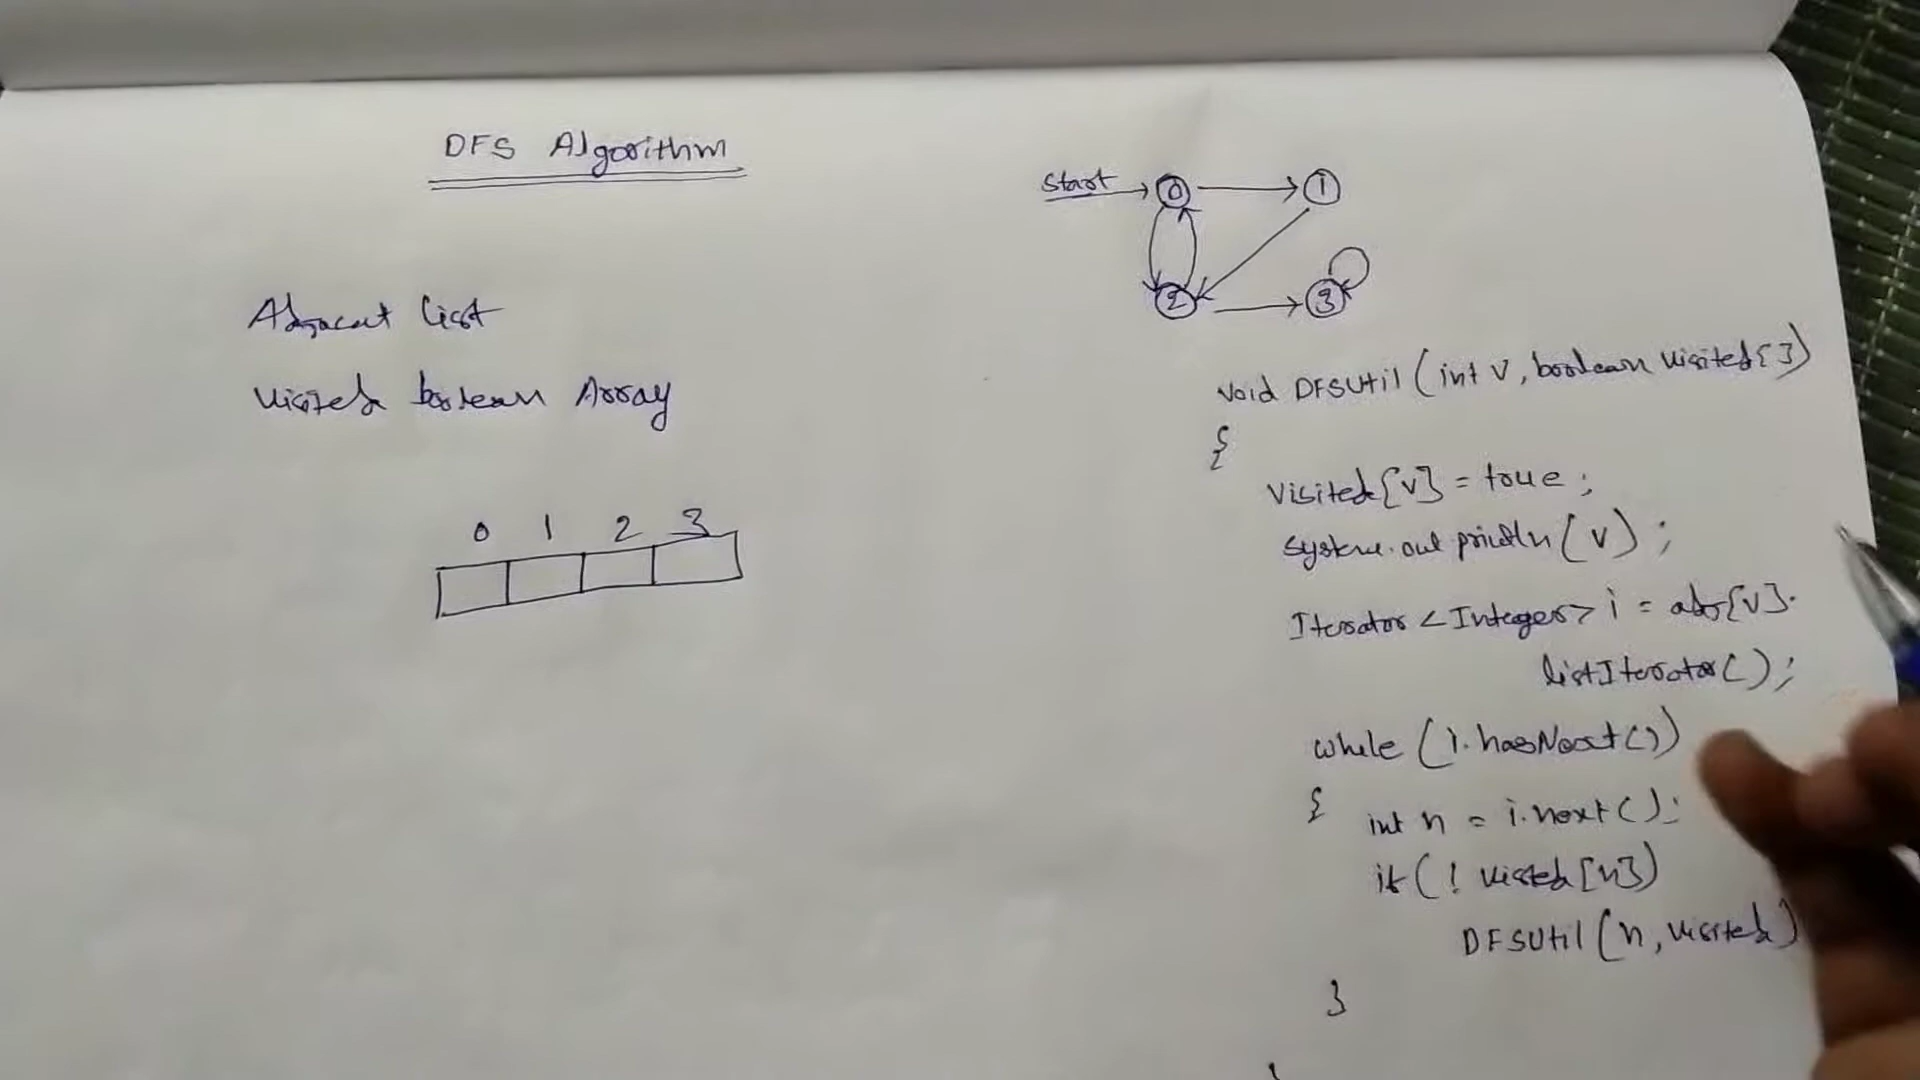 DFS Algorithm
Start
0
1
2
3
Adjacent list
Visited boolean Array
0 1 2 3
void DFSUtil (int v, boolean visited[])
{
visited[v] = true;
System.out println(v);
Iterator <Integer> i = adj[v].
listIterator();
while (i.hasNext())
{ int n = i.next();
if (! visited [n])
DFSUtil (n, visited)
}